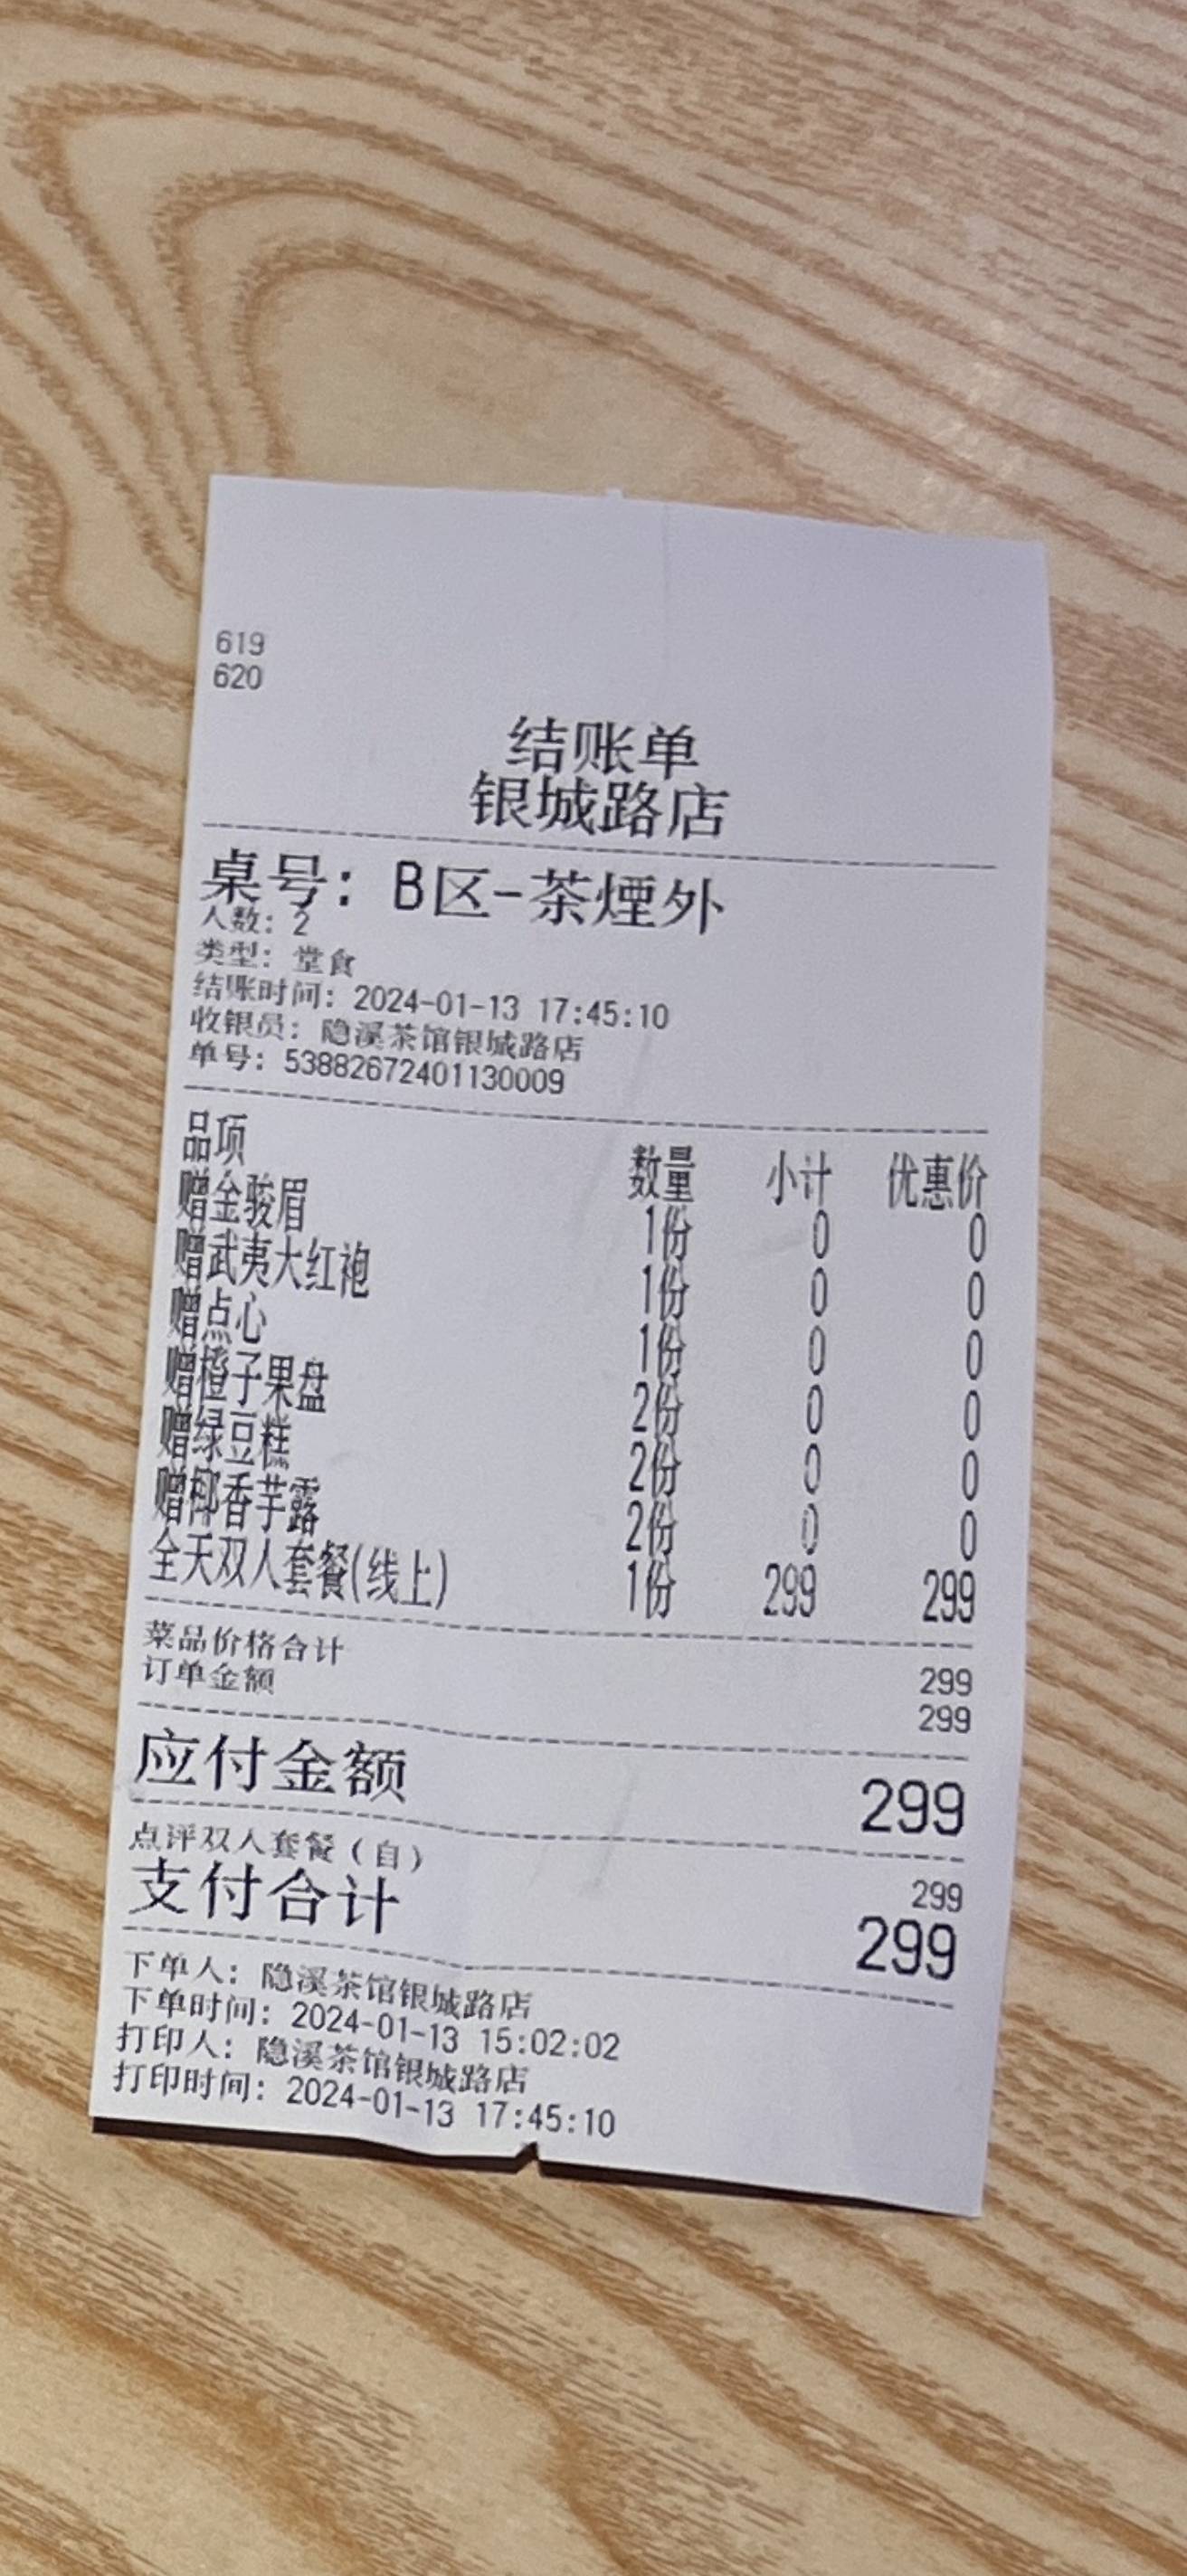 619
620
结账单
银城路店
桌号: B区-茶煙外
人数: 2
类型: 堂食
结账时间: 2024-01-13 17:45:10
收银员: 隐溪茶馆银城路店
单号: 53882672401130009
品项 数量 小计 优惠价
赠金骏眉 1份 0 0
赠武夷大红袍 1份 0 0
赠点心 1份 0 0
赠橙子果盘 2份 0 0
赠绿豆糕 2份 0 0
赠椰香芋露 2份 0 0
全天双人套餐(线上) 1份 299 299
菜品价格合计 299
订单金额 299
应付金额 299
点评双人套餐(自) 299
支付合计 299
下单人: 隐溪茶馆银城路店
下单时间: 2024-01-13 15:02:02
打印人: 隐溪茶馆银城路店
打印时间: 2024-01-13 17:45:10